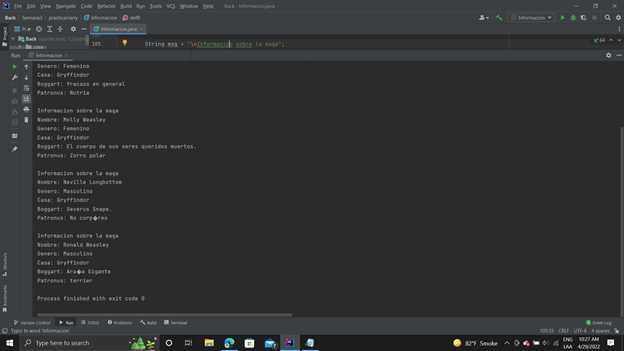 File Edit View Navigate Code Refactor Build Run Tools VCS Window Help Back - Informacion.java
Back Semana1 practicaHarry Informacion.java dmffi Informacion
Project Pr... Informacion.java
Back
105 String msg = "\nInformacion sobre la maga"; 64
Run: Informacion
Genero: Femenino
Casa: Gryffindor
Boggart: fracaso en general
Patronus: Nutria
Informacion sobre la maga
Nombre: Molly Weasley
Genero: Femenino
Casa: Gryffindor
Boggart: El cuerpo de sus seres queridos muertos.
Patronus: Zorro polar
Informacion sobre la maga
Nombre: Neville Longbottom
Genero: Masculino
Casa: Gryffindor
Boggart: Severus Snape.
Patronus: No corp�reo
Informacion sobre la maga
Nombre: Ronald Weasley
Genero: Masculino
Casa: Gryffindor
Boggart: Ara�a Gigante
Patronus: terrier
Process finished with exit code 0
Structure
Bookmarks
Version Control Run TODO Problems Build Terminal Event Log
Typo: In word 'Informacion' 105:35 CRLF UTF-8 4 spaces
Type here to search 82°F Smoke ENG LAA 10:27 AM 4/29/2022